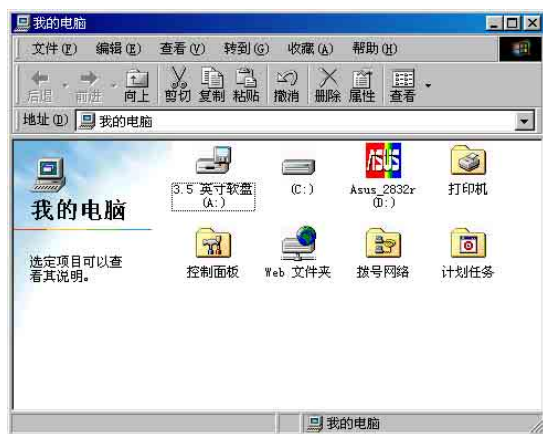 我的电脑
文件(F) 编辑(E) 查看(V) 转到(G) 收藏(A) 帮助(H)
后退 前进 向上 剪切 复制 粘贴 撤消 删除 属性 查看
地址(D) 我的电脑
我的电脑
选定项目可以查
看其说明。
3.5 英寸软盘
(A:)
(C:)
ASUS
Asus_2832r
(D:)
打印机
控制面板
Web 文件夹
拨号网络
计划任务
我的电脑